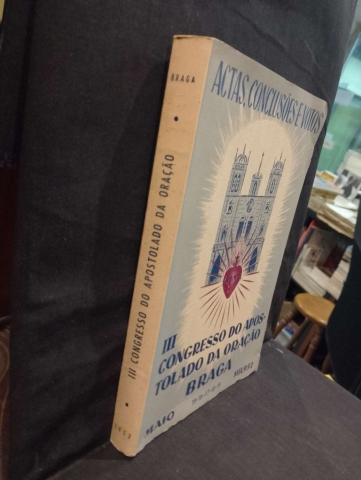 BRAGA
III CONGRESSO DO APOSTOLADO DA ORAÇÃO
1957
ACTAS, CONCLUSÕES E VOTOS
III
CONGRESSO DO APOS-
TOLADO DA ORAÇÃO
BRAGA
MAIO